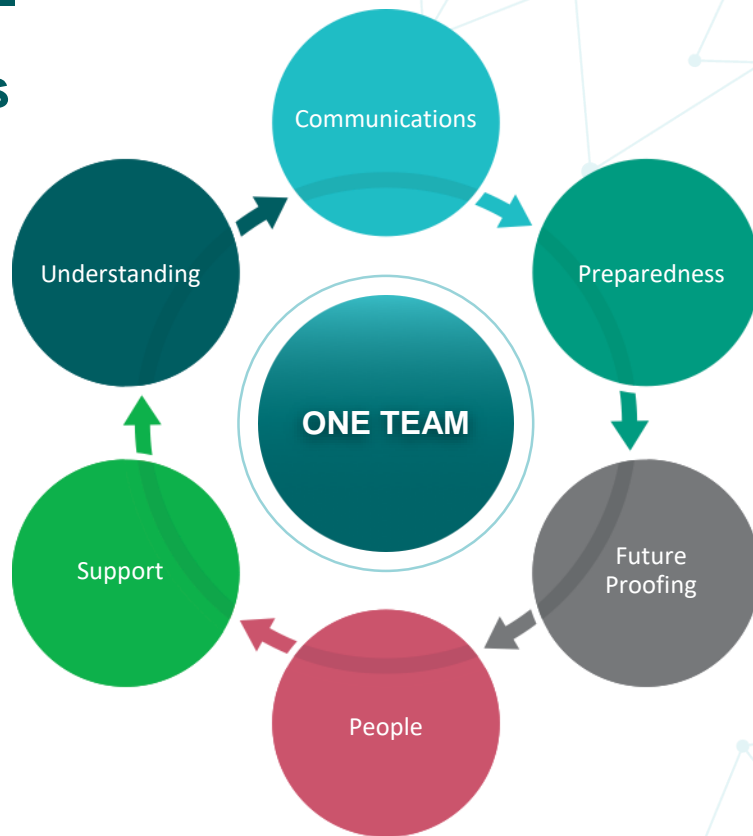 Communications
Preparedness
Future
Proofing
People
Support
Understanding
ONE TEAM